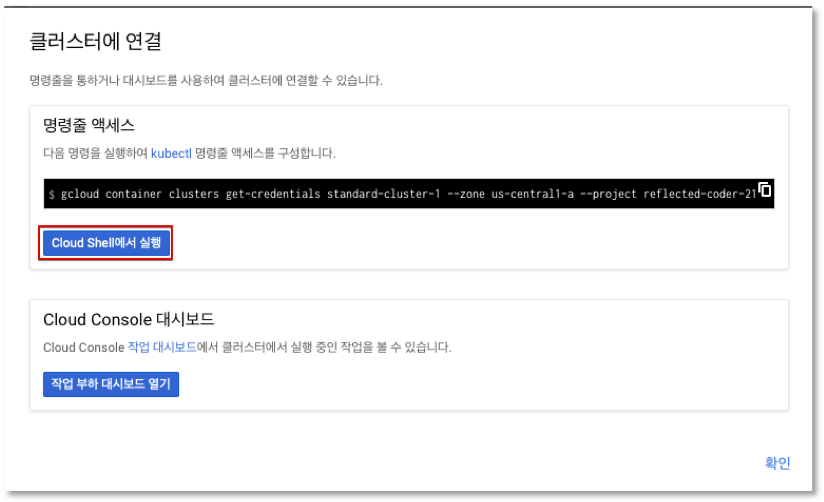 클러스터에 연결
명령줄을 통하거나 대시보드를 사용하여 클러스터에 연결할 수 있습니다.
명령줄 액세스
다음 명령을 실행하여 kubectl 명령줄 액세스를 구성합니다.
$ gcloud container clusters get-credentials standard-cluster-1 --zone us-central1-a --project reflected-coder-21
Cloud Shell에서 실행
Cloud Console 대시보드
Cloud Console 작업 대시보드에서 클러스터에서 실행 중인 작업을 볼 수 있습니다.
작업 부하 대시보드 열기
확인